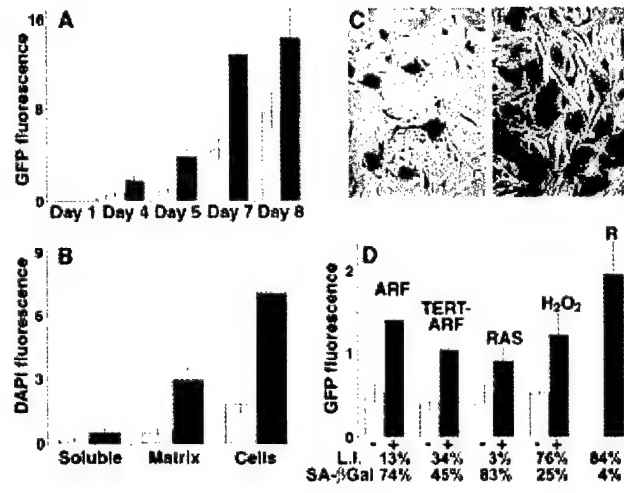 A
GFP fluorescence
16
8
0
Day 1 Day 4 Day 5 Day 7 Day 8
B
DAPI fluorescence
9
6
3
0
Soluble Matrix Cells
C
D
GFP fluorescence
2
1
0
ARF
TERT-
ARF
RAS
H₂O₂
R
- + - + - + - +
L.I. 13% 34% 3% 76% 84%
SA-βGal 74% 45% 83% 25% 4%